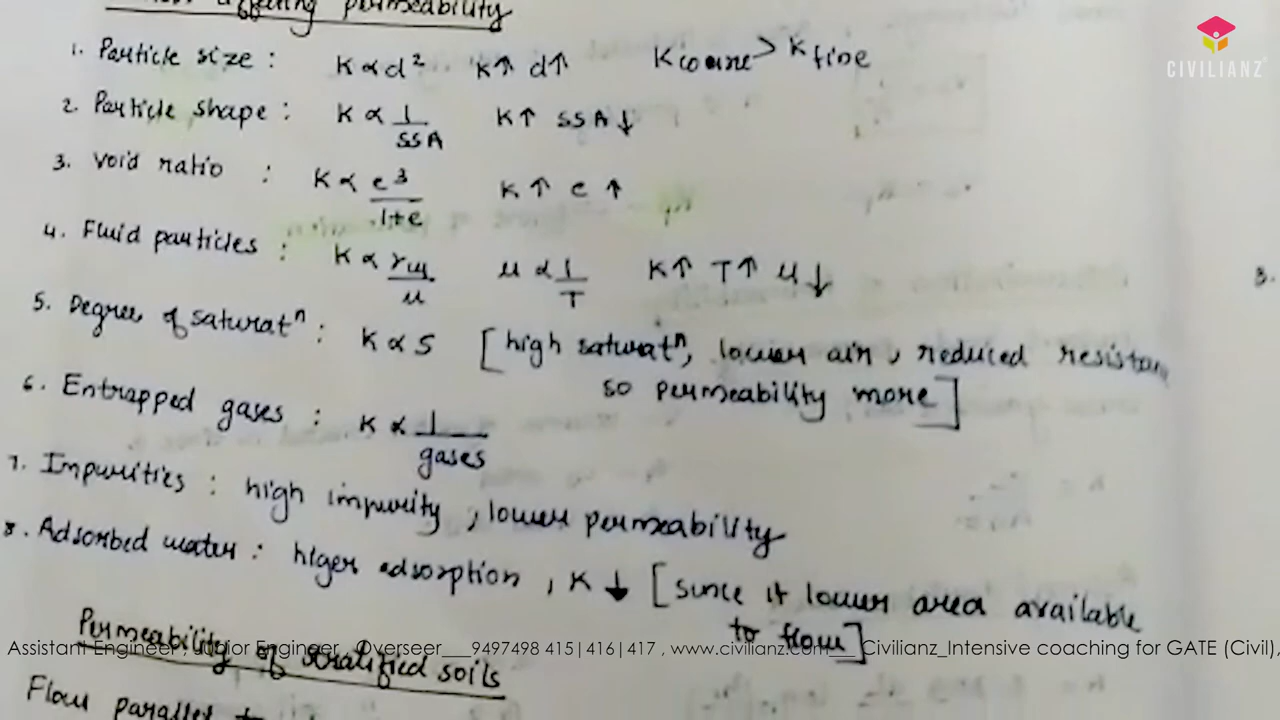 affecting permeability
1. Particle size : K ∝ d² K↑ d↑ Kcoarse > Kfine
2. Particle shape : K ∝ 1/SSA K↑ SSA↓
3. Void ratio : K ∝ e³/1+e K↑ e↑
4. Fluid particles : K ∝ γω/μ μ ∝ 1/T K↑ T↑ μ↓
5. Degree of saturatⁿ : K ∝ S [high saturatⁿ, lower air, reduced resistan
so permeability more]
6. Entrapped gases : K ∝ 1/gases
7. Impurities : high impurity, lower permeability
8. Adsorbed water : higer adsorption, K ↓ [since it lower area available
to flow]
Permeability of stratified soils
Flow parallel to
3.
CIVILIANZ
Assistant Engineer, Junior Engineer, Overseer___9497498 415|416|417 , www.civilianz.com___Civilianz_Intensive coaching for GATE (Civil),